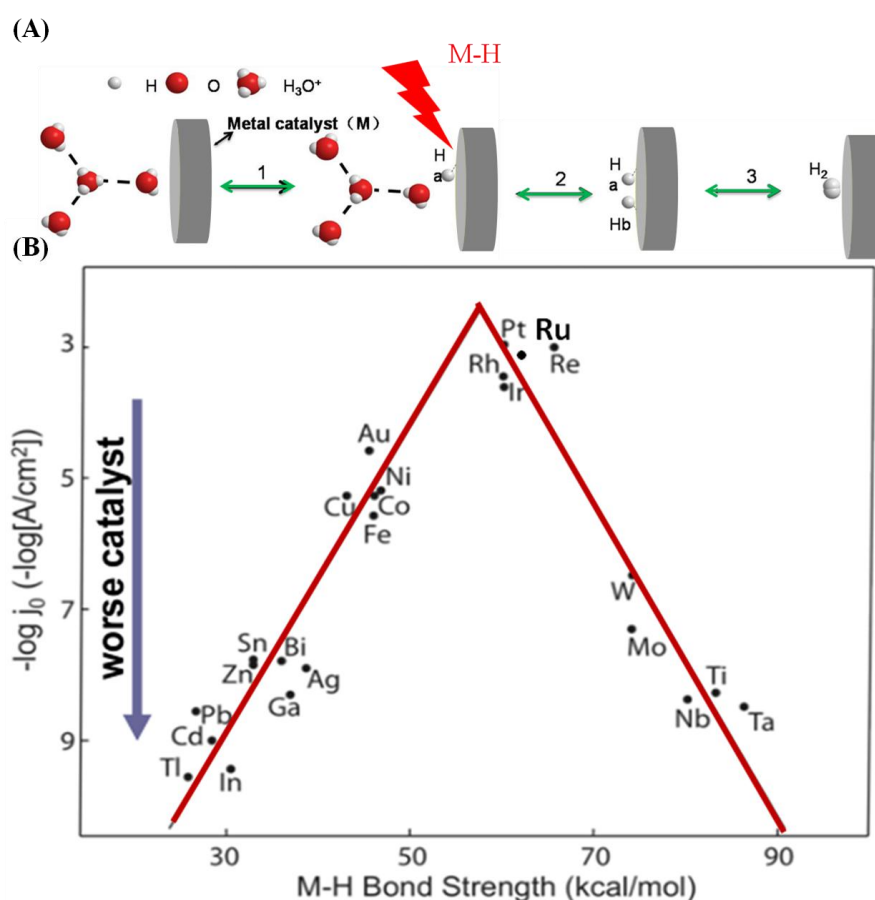 (A)
M-H
H O H₃O⁺
Metal catalyst（M）
H
a
H
a
Hb
H₂
1
2
3
(B)
3
5
7
9
-log j₀ (-log[A/cm²])
worse catalyst
Pt Ru
Rh Re
Ir
Au
Ni
Cu Co
Fe
W
Mo
Sn Bi
Zn Ag
Ga
Ti
Pb Nb Ta
Cd
Tl In
30 50 70 90
M-H Bond Strength (kcal/mol)